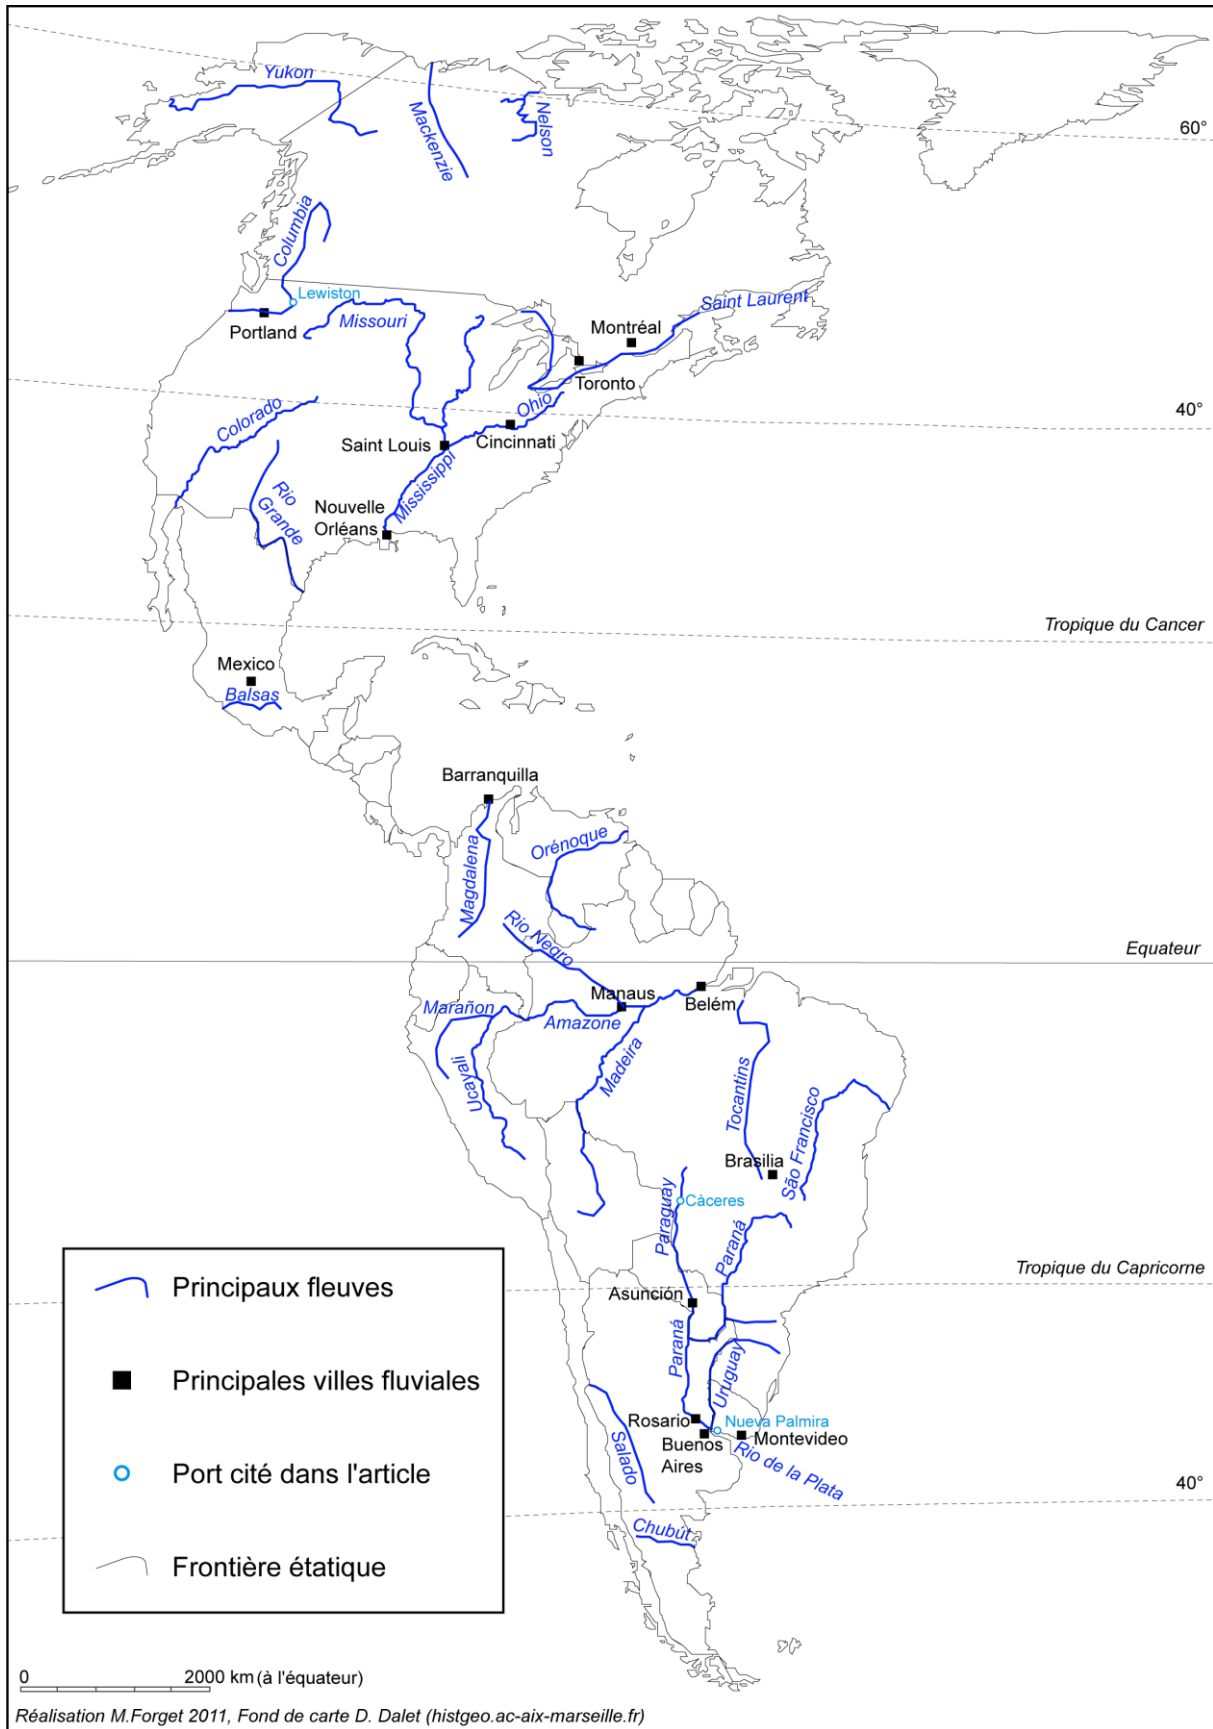 Yukon
Mackenzie
Nelson
60°
Columbia
Lewiston
Portland
Missouri
Saint Laurent
Montréal
Toronto
40°
Colorado
Ohio
Saint Louis
Cincinnati
Mississippi
Rio
Grande
Nouvelle
Orléans
Tropique du Cancer
Mexico
Balsas
Barranquilla
Magdalena
Orénoque
Rio Negro
Equateur
Manaus
Belém
Marañon
Amazone
Ucayali
Madeira
Tocantins
São Francisco
Brasilia
Paraguay
Càceres
Paraná
Tropique du Capricorne
Asunción
Paraná
Uruguay
Rosario
Nueva Palmira
Buenos
Aires
Montevideo
Rio de la Plata
Salado
40°
Chubút
Principaux fleuves
Principales villes fluviales
Port cité dans l'article
Frontière étatique
0 2000 km (à l'équateur)
Réalisation M.Forget 2011, Fond de carte D. Dalet (histgeo.ac-aix-marseille.fr)